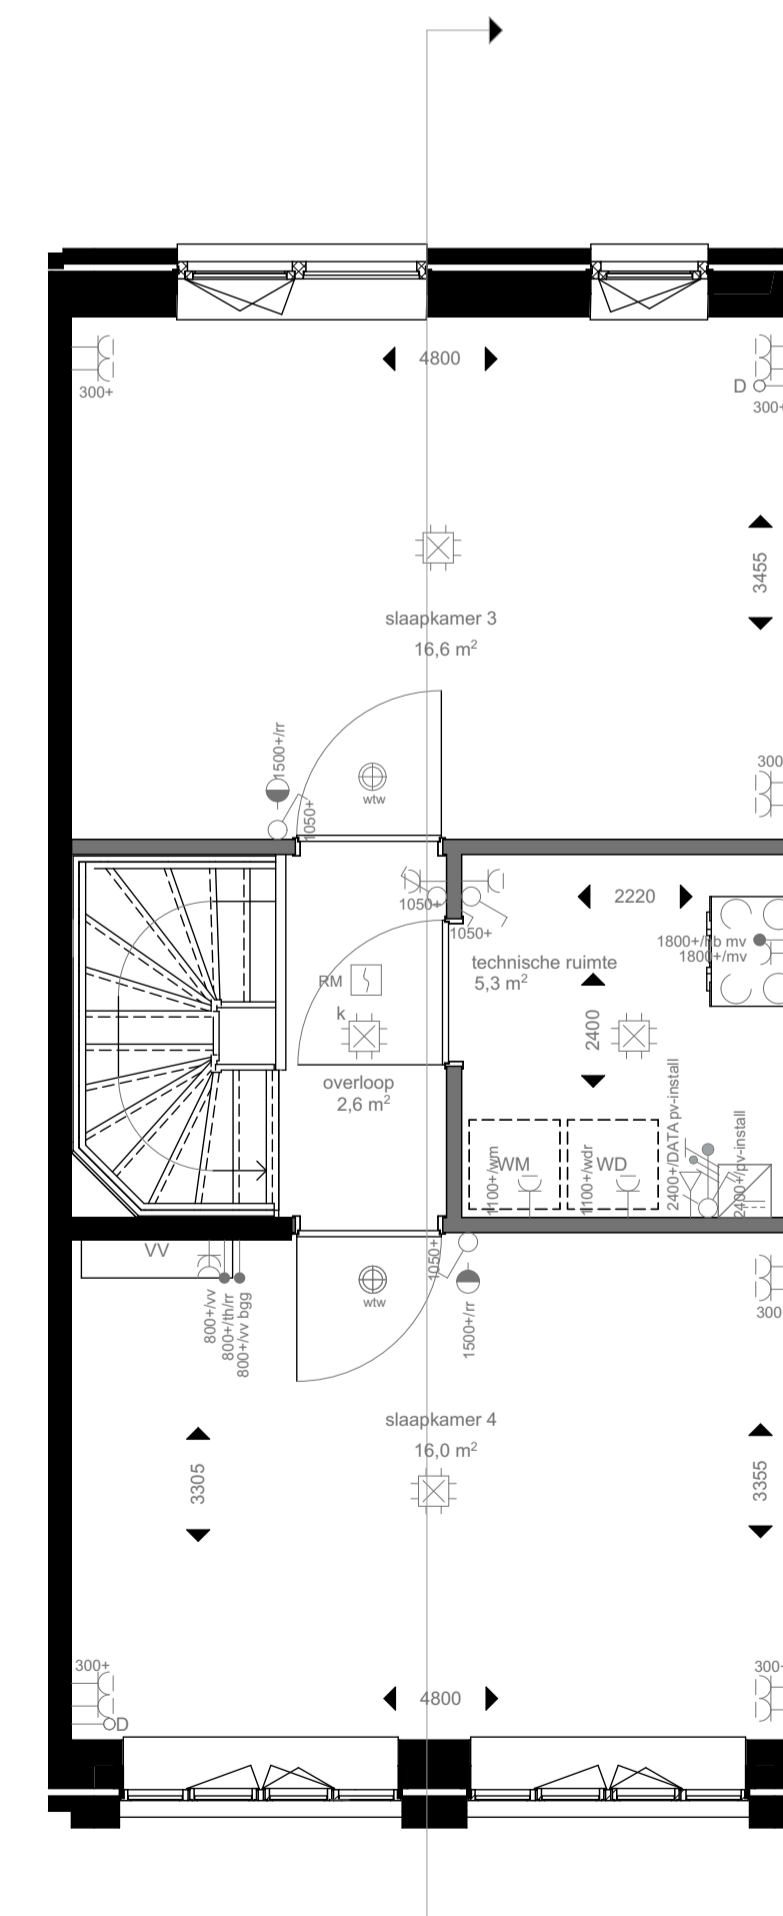 4800
300+
D
300+
3455
slaapkamer 3
16,6 m²
1500+/rr
1050+
wtw
300
1050+
1050+
2220
1800+/hb mv
1800+/mv
technische ruimte
5,3 m²
RM
k
2400
overloop
2,6 m²
WM
1100+/wm
WD
1100+/wdr
2400+/DATA pv-install
2400+/pv-install
VV
800+/vv
800+/th/rr
800+/vv bgg
wtw
1050+
1500+/rr
300
slaapkamer 4
16,0 m²
3305
3355
300+
D
4800
300+